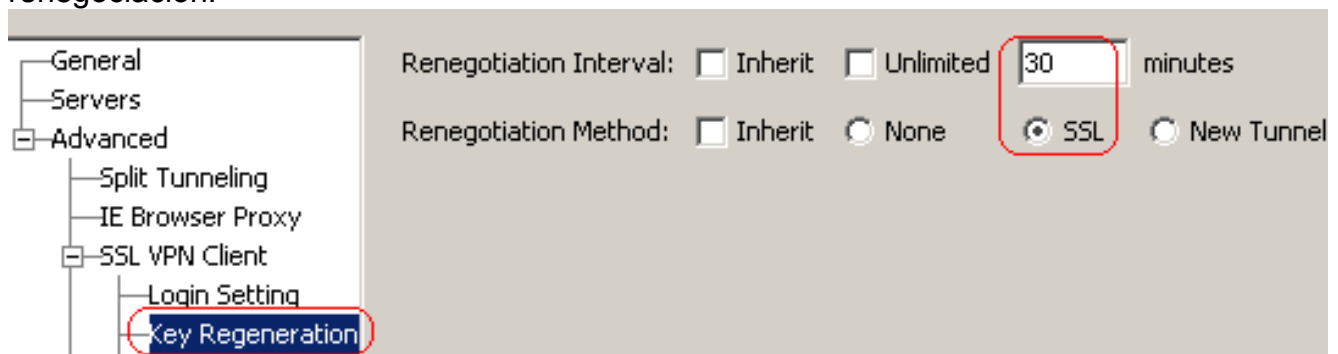 renegociación.
General
Servers
Advanced
Split Tunneling
IE Browser Proxy
SSL VPN Client
Login Setting
Key Regeneration
Renegotiation Interval: Inherit Unlimited 30 minutes
Renegotiation Method: Inherit None SSL New Tunnel